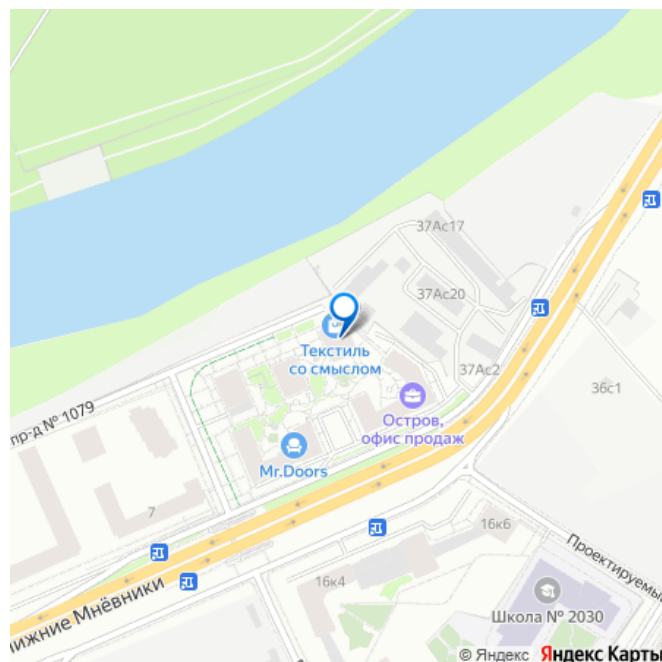 37Ас17
37Ас20
Текстиль
со смыслом
37Ас2
36с1
Остров,
офис продаж
пр-д № 1079
Mr.Doors
7
16к6
Проектируемый
16к4
Школа № 2030
ижние Мнёвники
© Яндекс Яндекс Карты